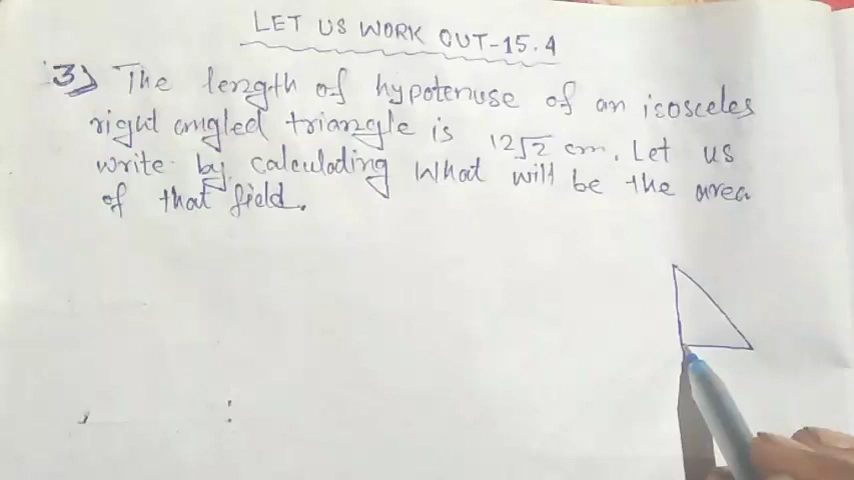 LET US WORK OUT-15.4
3) The length of hypotenuse of an isosceles
right angled triangle is 12√2 cm. Let us
write by calculating What will be the area
of that field.